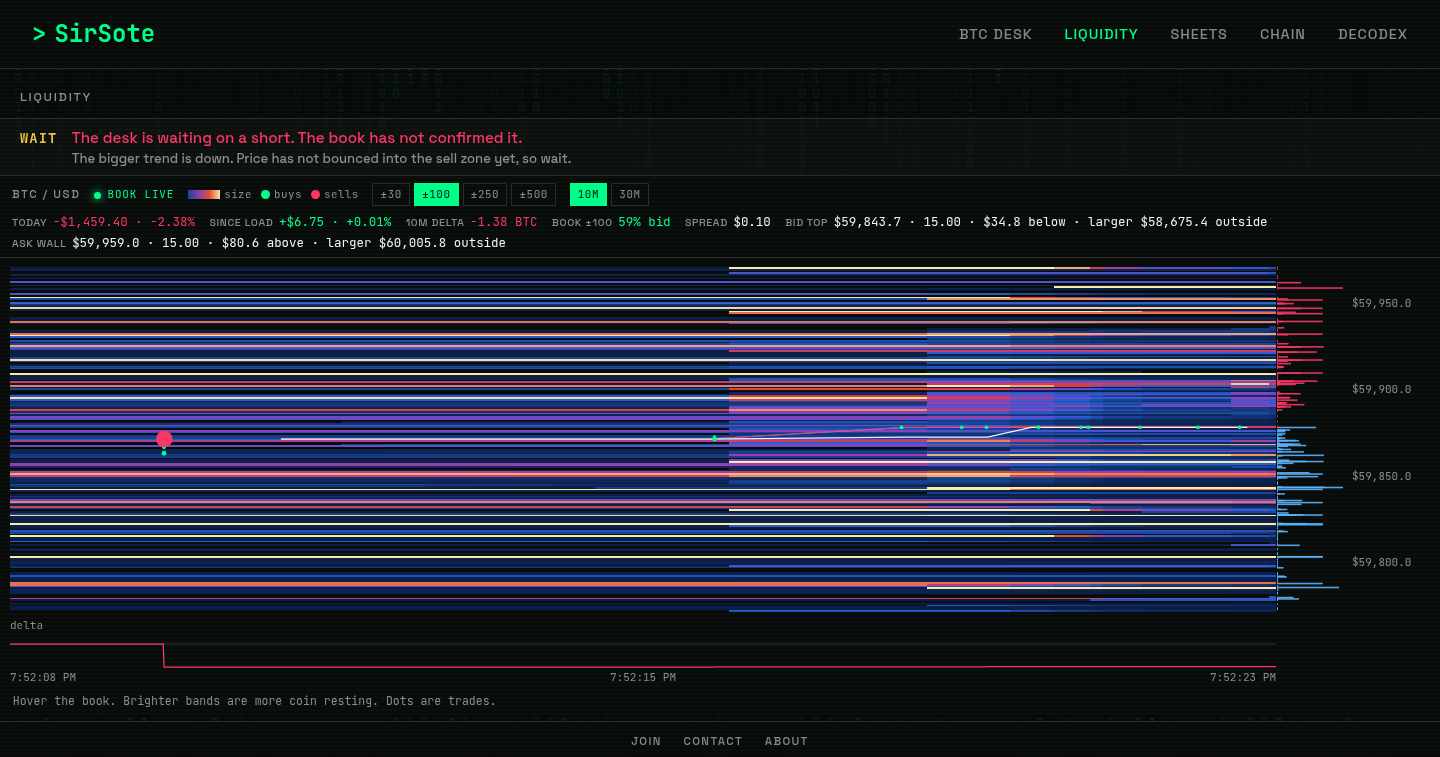 > SirSote
BTC DESK LIQUIDITY SHEETS CHAIN DECODEX
LIQUIDITY
WAIT The desk is waiting on a short. The book has not confirmed it.
The bigger trend is down. Price has not bounced into the sell zone yet, so wait.
BTC / USD BOOK LIVE size buys sells ±30 ±100 ±250 ±500 10M 30M
TODAY -$1,459.40 · -2.38% SINCE LOAD +$6.75 · +0.01% 10M DELTA -1.38 BTC BOOK ±100 59% bid SPREAD $0.10 BID TOP $59,843.7 · 15.00 · $34.8 below · larger $58,675.4 outside
ASK WALL $59,959.0 · 15.00 · $80.6 above · larger $60,005.8 outside
$59,950.0
$59,900.0
$59,850.0
$59,800.0
delta
7:52:08 PM 7:52:15 PM 7:52:23 PM
Hover the book. Brighter bands are more coin resting. Dots are trades.
JOIN CONTACT ABOUT